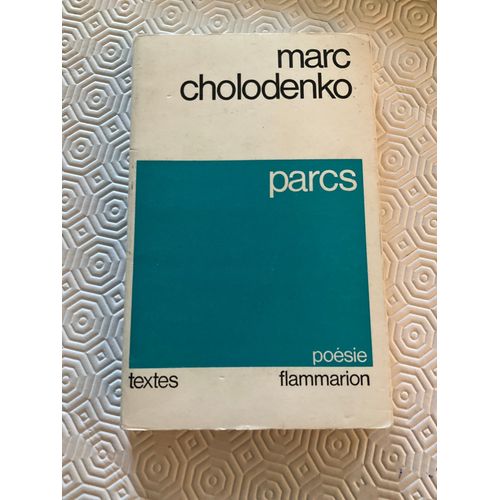 marc
cholodenko
parcs
poésie
textes flammarion